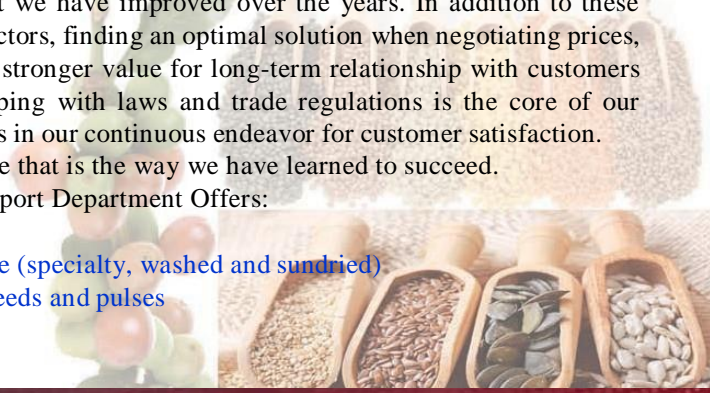 t we have improved over the years. In addition to these
ctors, finding an optimal solution when negotiating prices,
stronger value for long-term relationship with customers
ping with laws and trade regulations is the core of our
s in our continuous endeavor for customer satisfaction.
e that is the way we have learned to succeed.
port Department Offers:
e (specialty, washed and sundried)
eeds and pulses